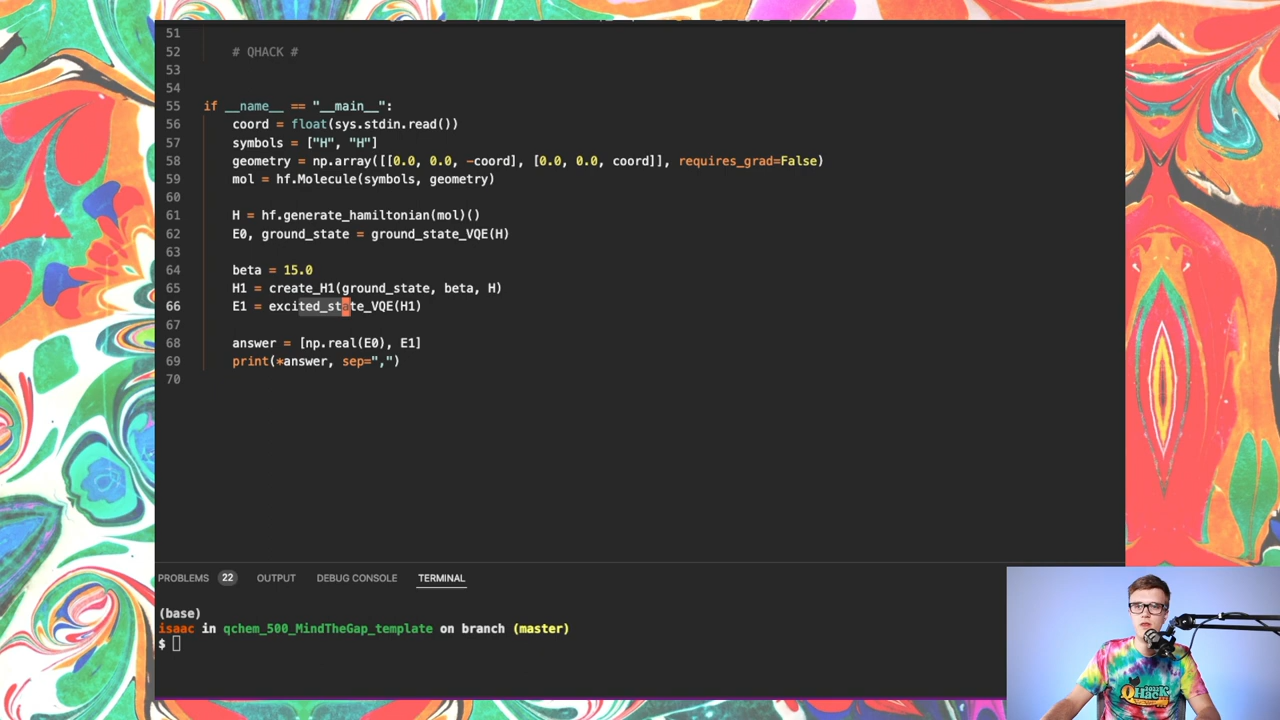 51
52 # QHACK #
53
54
55 if __name__ == "__main__":
56 coord = float(sys.stdin.read())
57 symbols = ["H", "H"]
58 geometry = np.array([[0.0, 0.0, -coord], [0.0, 0.0, coord]], requires_grad=False)
59 mol = hf.Molecule(symbols, geometry)
60
61 H = hf.generate_hamiltonian(mol)()
62 E0, ground_state = ground_state_VQE(H)
63
64 beta = 15.0
65 H1 = create_H1(ground_state, beta, H)
66 E1 = excited_state_VQE(H1)
67
68 answer = [np.real(E0), E1]
69 print(*answer, sep=",")
70
PROBLEMS 22 OUTPUT DEBUG CONSOLE TERMINAL
(base)
isaac in qchem_500_MindTheGap_template on branch (master)
$
QHack